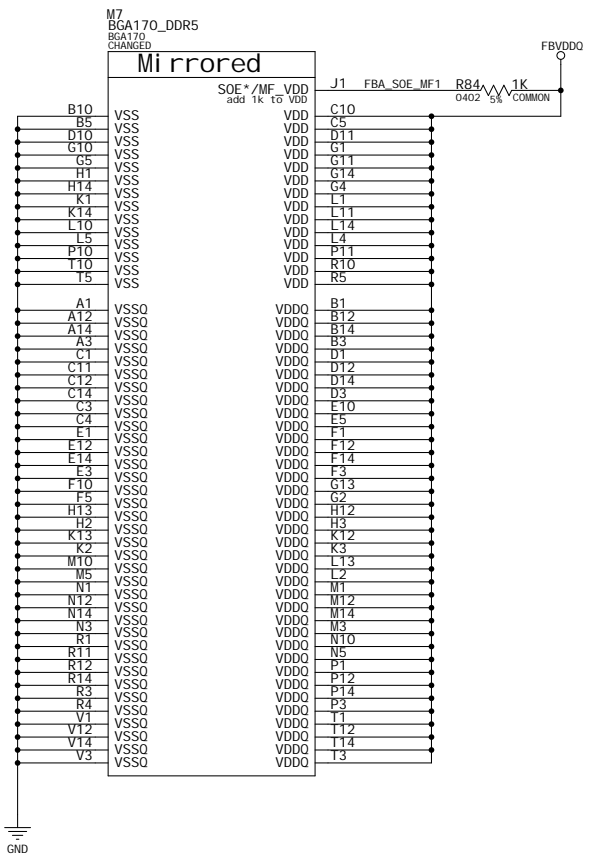 M7
BGA170_DDR5
BGA170
CHANGED
FBVDDQ
Mirrored
SOE*/MF_VDD J1 FBA_SOE_MF1 R84 1K
add 1k to VDD 0402 5% COMMON
B10 VSS VDD C10
B5 VSS VDD C5
D10 VSS VDD D11
G10 VSS VDD G1
G5 VSS VDD G11
H1 VSS VDD G14
H14 VSS VDD G4
K1 VSS VDD L1
K14 VSS VDD L11
L10 VSS VDD L14
L5 VSS VDD L4
P10 VSS VDD P11
T10 VSS VDD R10
T5 VSS VDD R5
A1 VSSQ VDDQ B1
A12 VSSQ VDDQ B12
A14 VSSQ VDDQ B14
A3 VSSQ VDDQ B3
C1 VSSQ VDDQ D1
C11 VSSQ VDDQ D12
C12 VSSQ VDDQ D14
C14 VSSQ VDDQ D3
C3 VSSQ VDDQ E10
C4 VSSQ VDDQ E5
E1 VSSQ VDDQ F1
E12 VSSQ VDDQ F12
E14 VSSQ VDDQ F14
E3 VSSQ VDDQ F3
F10 VSSQ VDDQ G13
F5 VSSQ VDDQ G2
H13 VSSQ VDDQ H12
H2 VSSQ VDDQ H3
K13 VSSQ VDDQ K12
K2 VSSQ VDDQ K3
M10 VSSQ VDDQ L13
M5 VSSQ VDDQ L2
N1 VSSQ VDDQ M1
N12 VSSQ VDDQ M12
N14 VSSQ VDDQ M14
N3 VSSQ VDDQ M3
R1 VSSQ VDDQ N10
R11 VSSQ VDDQ N5
R12 VSSQ VDDQ P1
R14 VSSQ VDDQ P12
R3 VSSQ VDDQ P14
R4 VSSQ VDDQ P3
V1 VSSQ VDDQ T1
V12 VSSQ VDDQ T12
V14 VSSQ VDDQ T14
V3 VSSQ VDDQ T3
GND